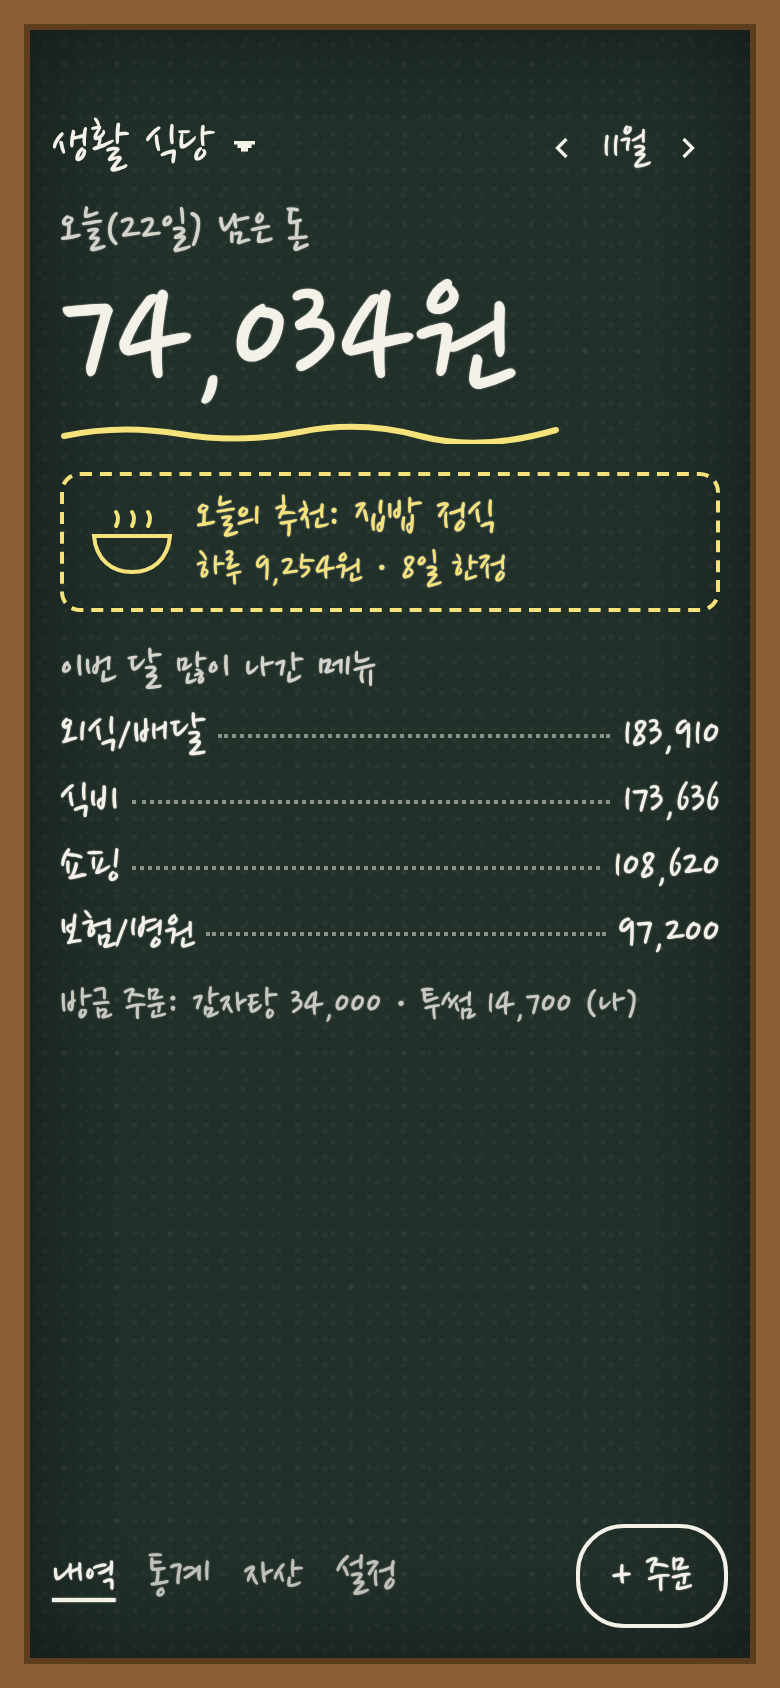 생활 식당
11월
오늘(22일) 남은 돈
74,034원
오늘의 추천: 집밥 정식
하루 9,254원 · 8일 한정
이번 달 많이 나간 메뉴
외식/배달 183,910
식비 173,636
쇼핑 108,620
보험/병원 97,200
방금 주문: 감자탕 34,000 · 투썸 14,700 (나)
내역 통계 자산 설정
+ 주문